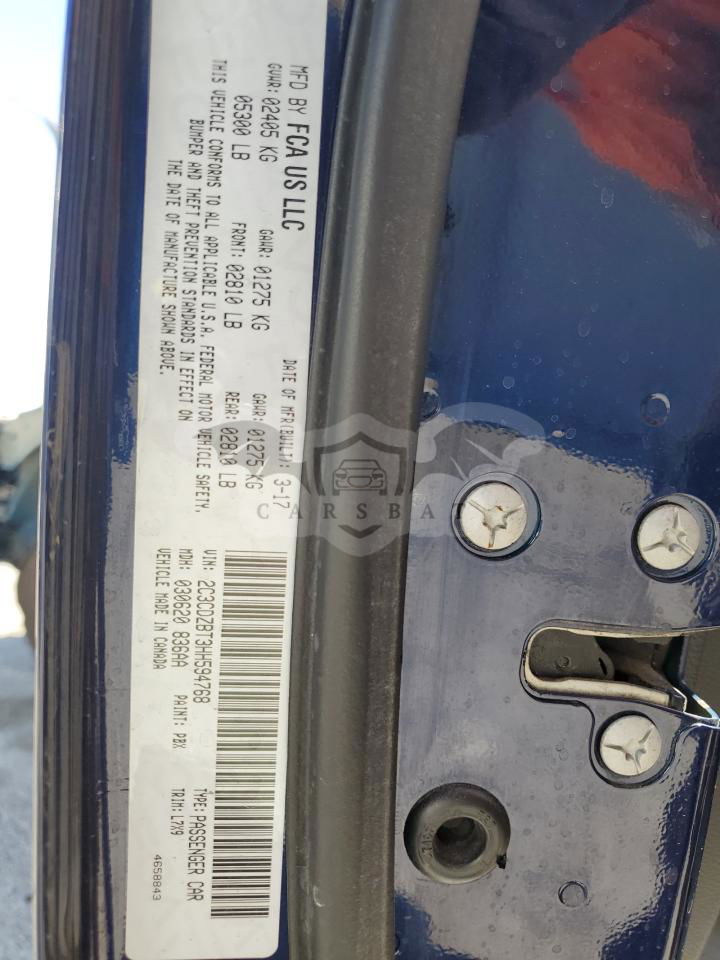 MFD BY FCA US LLC
DATE OF MFR(BUILT): 3-17
GVWR: 02405 KG
GAWR: 01275 KG
GAWR: 01275 KG
05300 LB
FRONT: 02810 LB
REAR: 02810 LB
THIS VEHICLE CONFORMS TO ALL APPLICABLE U.S.A. FEDERAL MOTOR VEHICLE SAFETY,
BUMPER AND THEFT PREVENTION STANDARDS IN EFFECT ON
THE DATE OF MANUFACTURE SHOWN ABOVE.
VIN: 2C3CDZBT3HH594768
TYPE: PASSENGER CAR
MDH: 030620 836AA
PAINT: PBX
TRIM: L7X9
VEHICLE MADE IN CANADA
4658843
CARSBAT